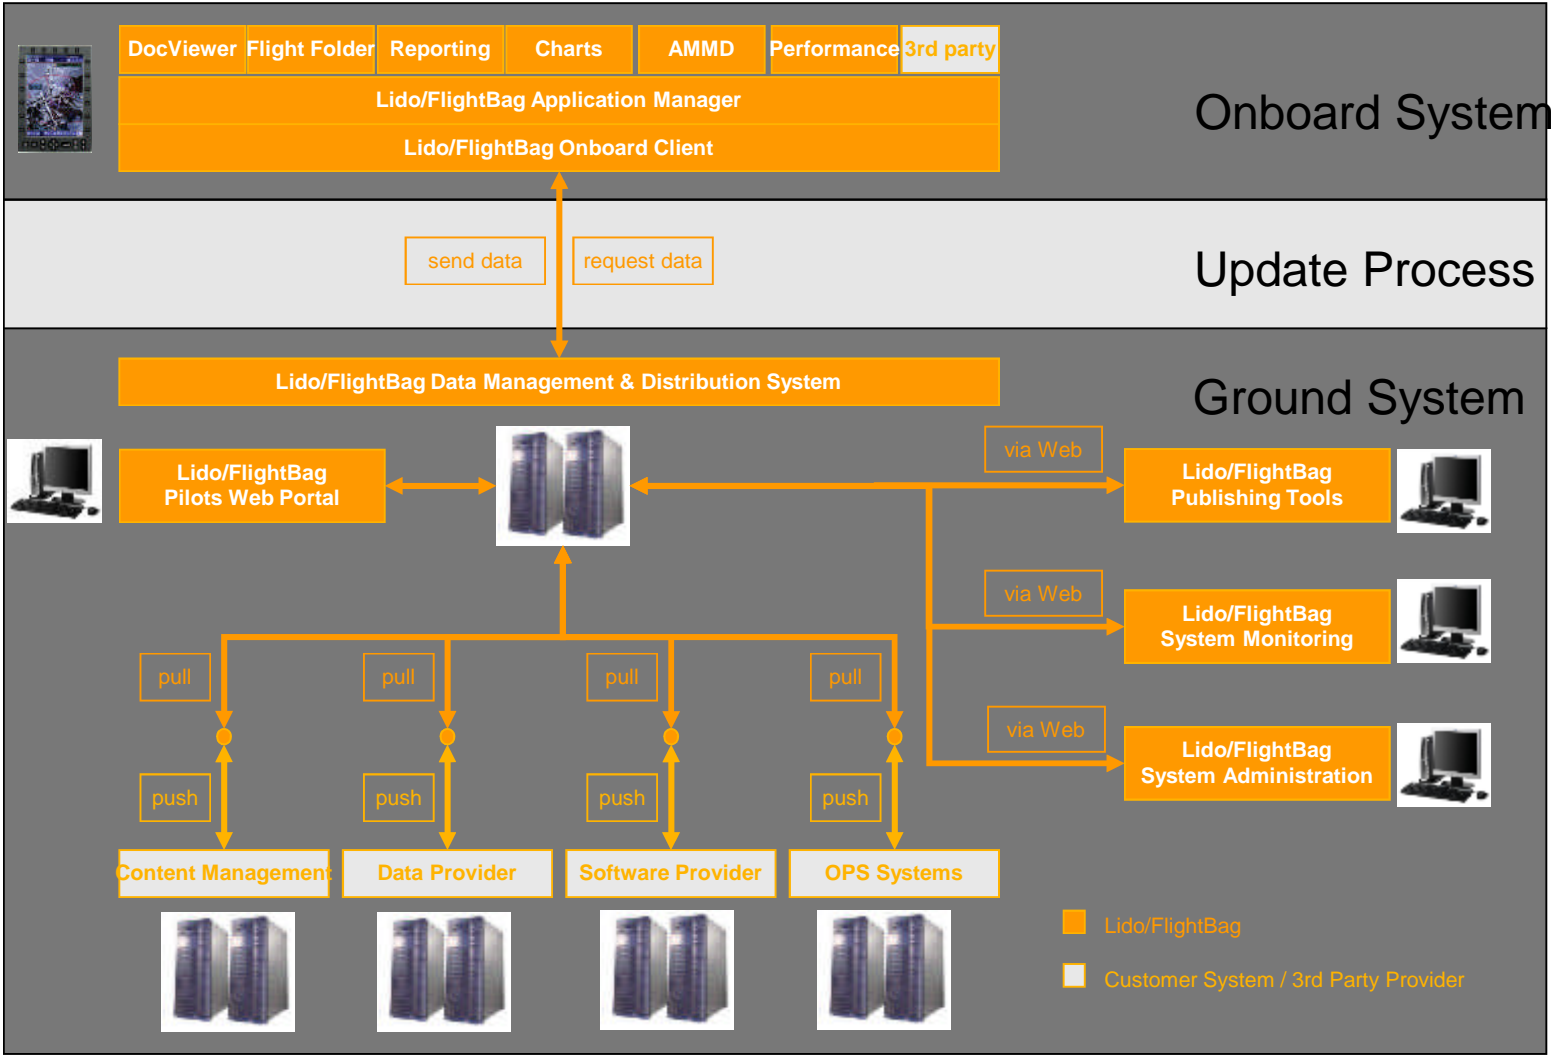 DocViewer
Flight Folder
Reporting
Charts
AMMD
Performance
3rd party
Lido/FlightBag Application Manager
Lido/FlightBag Onboard Client
Onboard System
send data
request data
Update Process
Lido/FlightBag Data Management & Distribution System
Ground System
Lido/FlightBag
Pilots Web Portal
via Web
Lido/FlightBag
Publishing Tools
via Web
Lido/FlightBag
System Monitoring
via Web
Lido/FlightBag
System Administration
pull
pull
pull
pull
push
push
push
push
Content Management
Data Provider
Software Provider
OPS Systems
Lido/FlightBag
Customer System / 3rd Party Provider